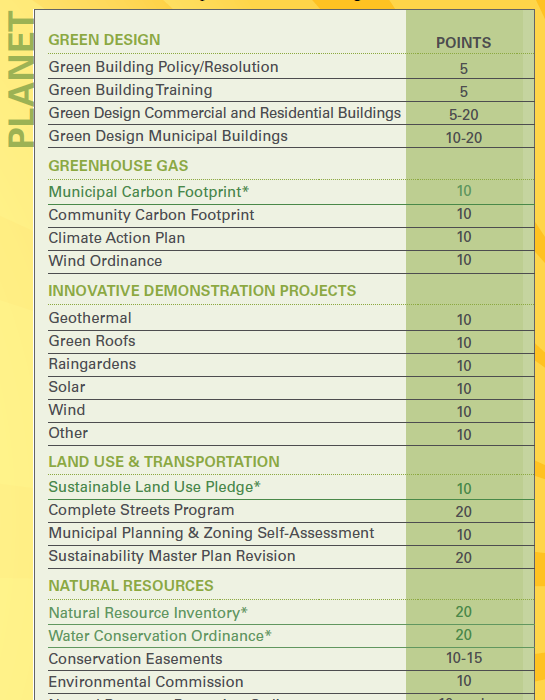 PLANET
GREEN DESIGN POINTS
Green Building Policy/Resolution 5
Green Building Training 5
Green Design Commercial and Residential Buildings 5-20
Green Design Municipal Buildings 10-20
GREENHOUSE GAS
Municipal Carbon Footprint* 10
Community Carbon Footprint 10
Climate Action Plan 10
Wind Ordinance 10
INNOVATIVE DEMONSTRATION PROJECTS
Geothermal 10
Green Roofs 10
Raingardens 10
Solar 10
Wind 10
Other 10
LAND USE & TRANSPORTATION
Sustainable Land Use Pledge* 10
Complete Streets Program 20
Municipal Planning & Zoning Self-Assessment 10
Sustainability Master Plan Revision 20
NATURAL RESOURCES
Natural Resource Inventory* 20
Water Conservation Ordinance* 20
Conservation Easements 10-15
Environmental Commission 10